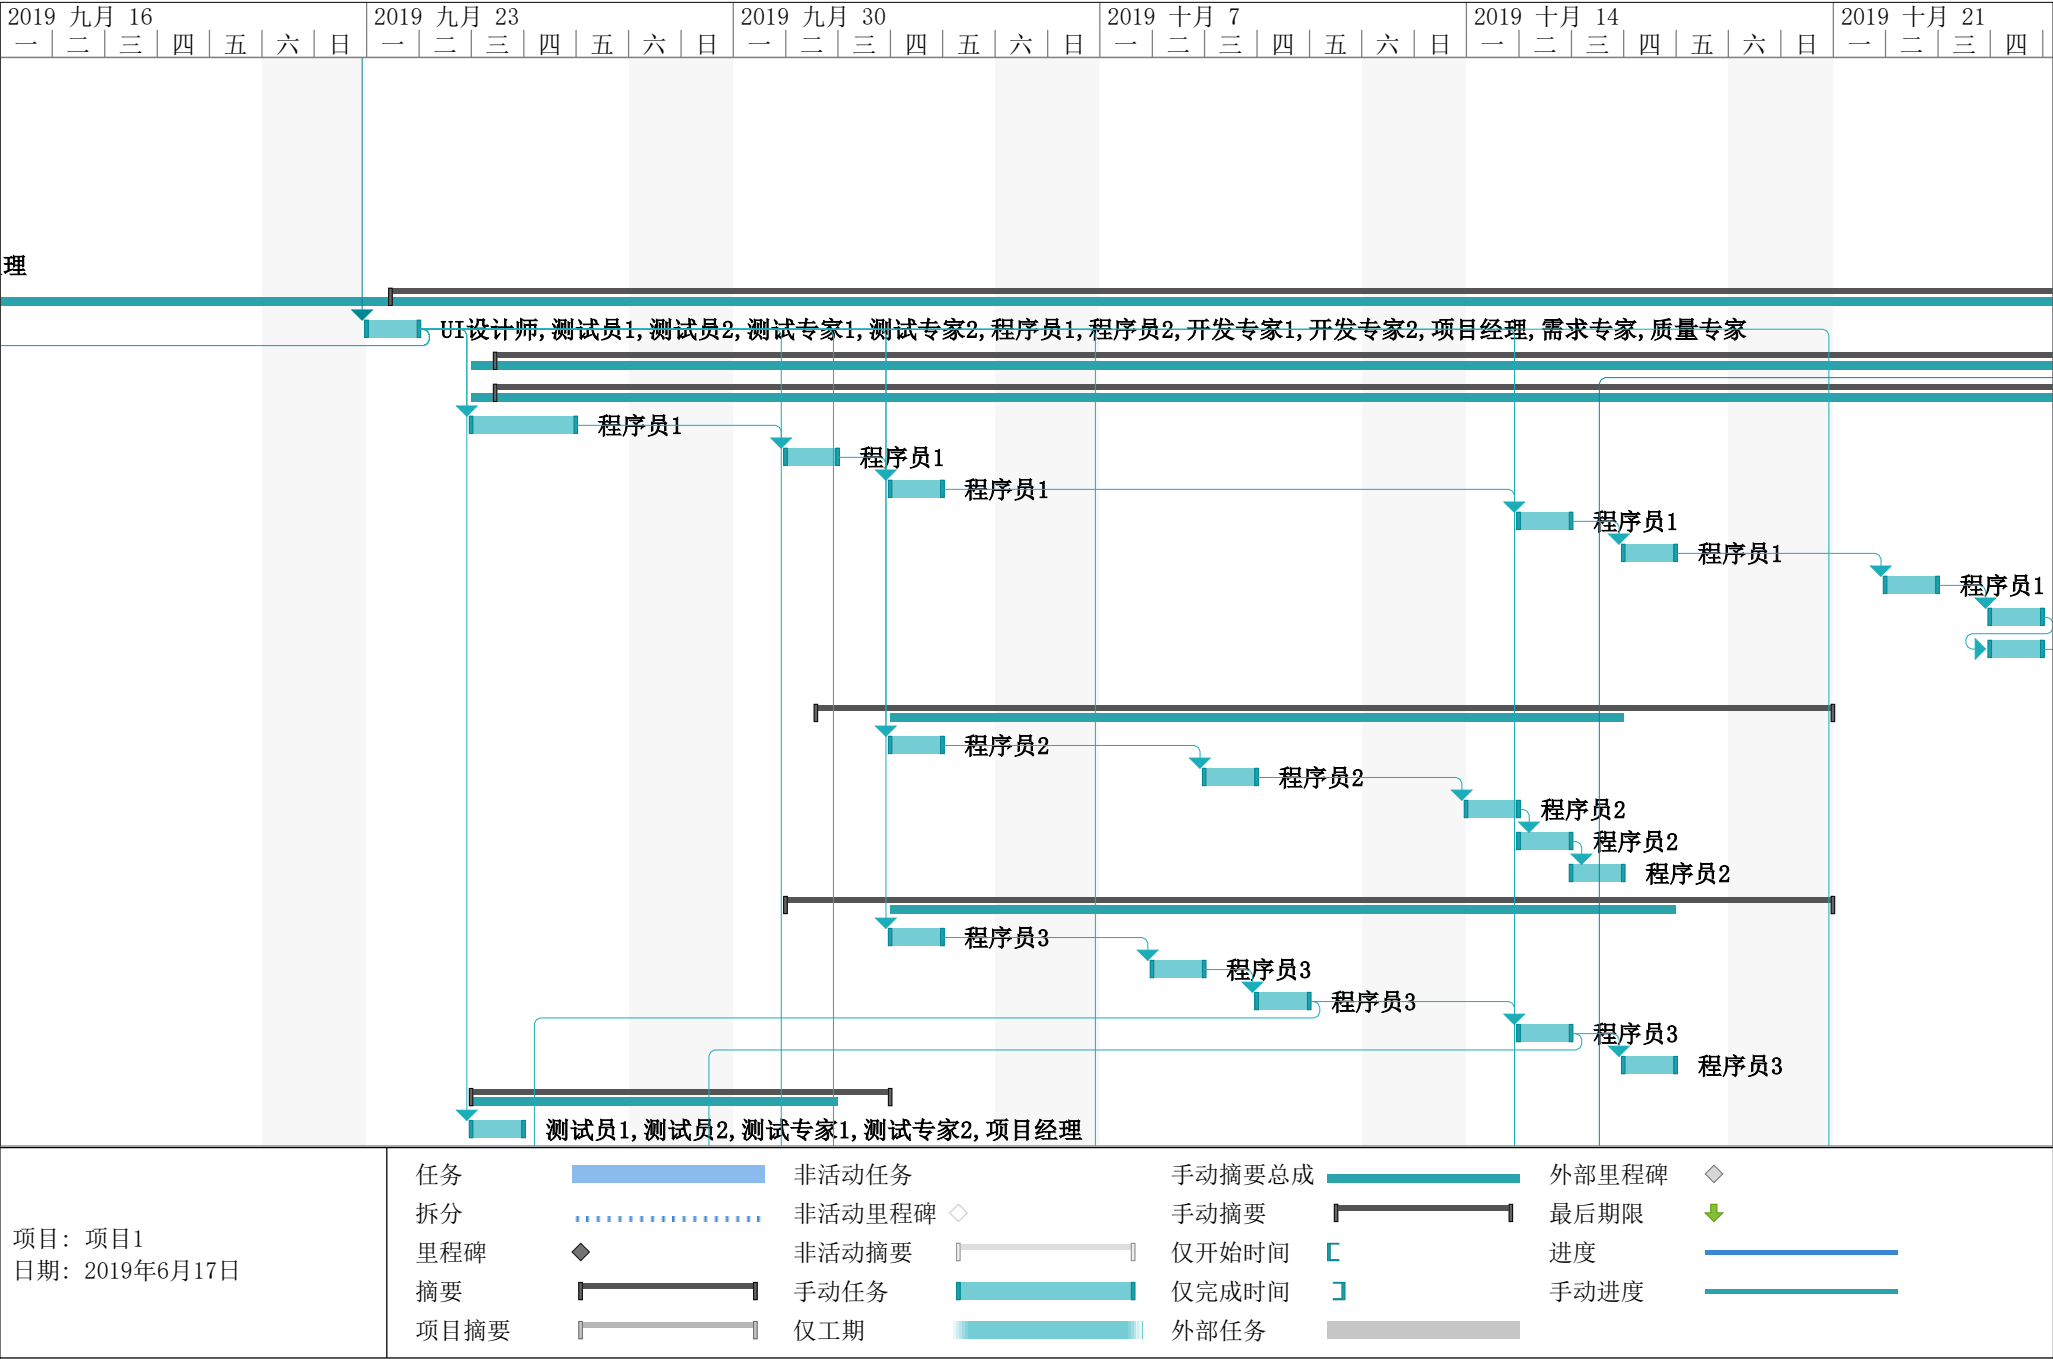 2019 九月 16 2019 九月 23 2019 九月 30 2019 十月 7 2019 十月 14 2019 十月 21
一 二 三 四 五 六 日 一 二 三 四 五 六 日 一 二 三 四 五 六 日 一 二 三 四 五 六 日 一 二 三 四 五 六 日 一 二 三 四
理
UI设计师,测试员1,测试员2,测试专家1,测试专家2,程序员1,程序员2,开发专家1,开发专家2,项目经理,需求专家,质量专家
程序员1
程序员1
程序员1
程序员1
程序员1
程序员1
程序员2
程序员2
程序员2
程序员2
程序员2
程序员3
程序员3
程序员3
程序员3
程序员3
测试员1,测试员2,测试专家1,测试专家2,项目经理
项目: 项目1
日期: 2019年6月17日
任务
拆分
里程碑
摘要
项目摘要
非活动任务
非活动里程碑
非活动摘要
手动任务
仅工期
手动摘要总成
手动摘要
仅开始时间
仅完成时间
外部任务
外部里程碑
最后期限
进度
手动进度